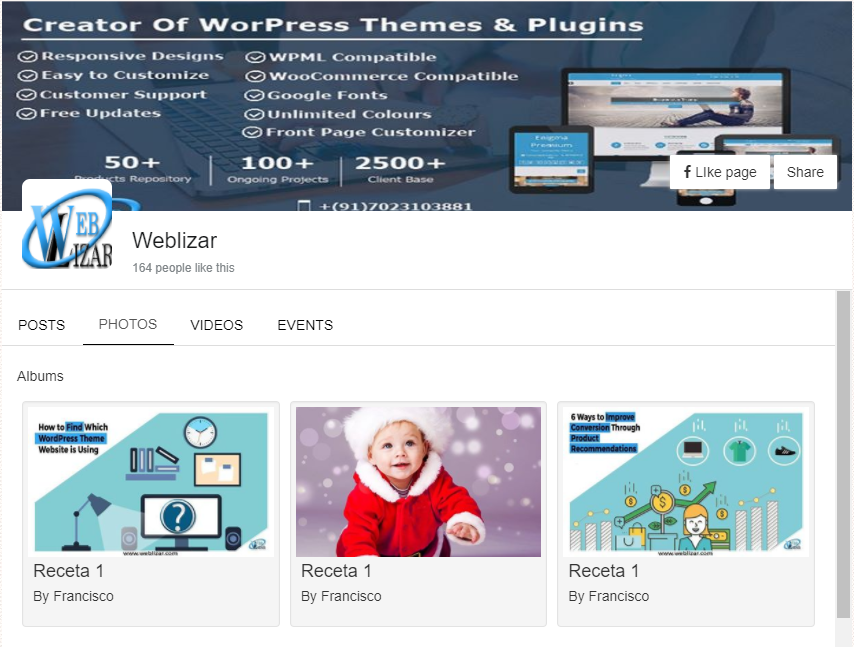 Creator Of WorPress Themes & Plugins
Responsive Designs
Easy to Customize
Customer Support
Free Updates
WPML Compatible
WooCommerce Compatible
Google Fonts
Unlimited Colours
Front Page Customizer
50+
Products Repository
100+
Ongoing Projects
2500+
Client Base
+(91)7023103881
Enigma
Premium
LIke page
Share
WEB
LIZAR
Weblizar
164 people like this
POSTS
PHOTOS
VIDEOS
EVENTS
Albums
How to Find Which
WordPress Theme
Website is Using
?
www.weblizar.com
Receta 1
By Francisco
Receta 1
By Francisco
6 Ways to Improve
Conversion Through
Product
Recommendations
www.weblizar.com
Receta 1
By Francisco